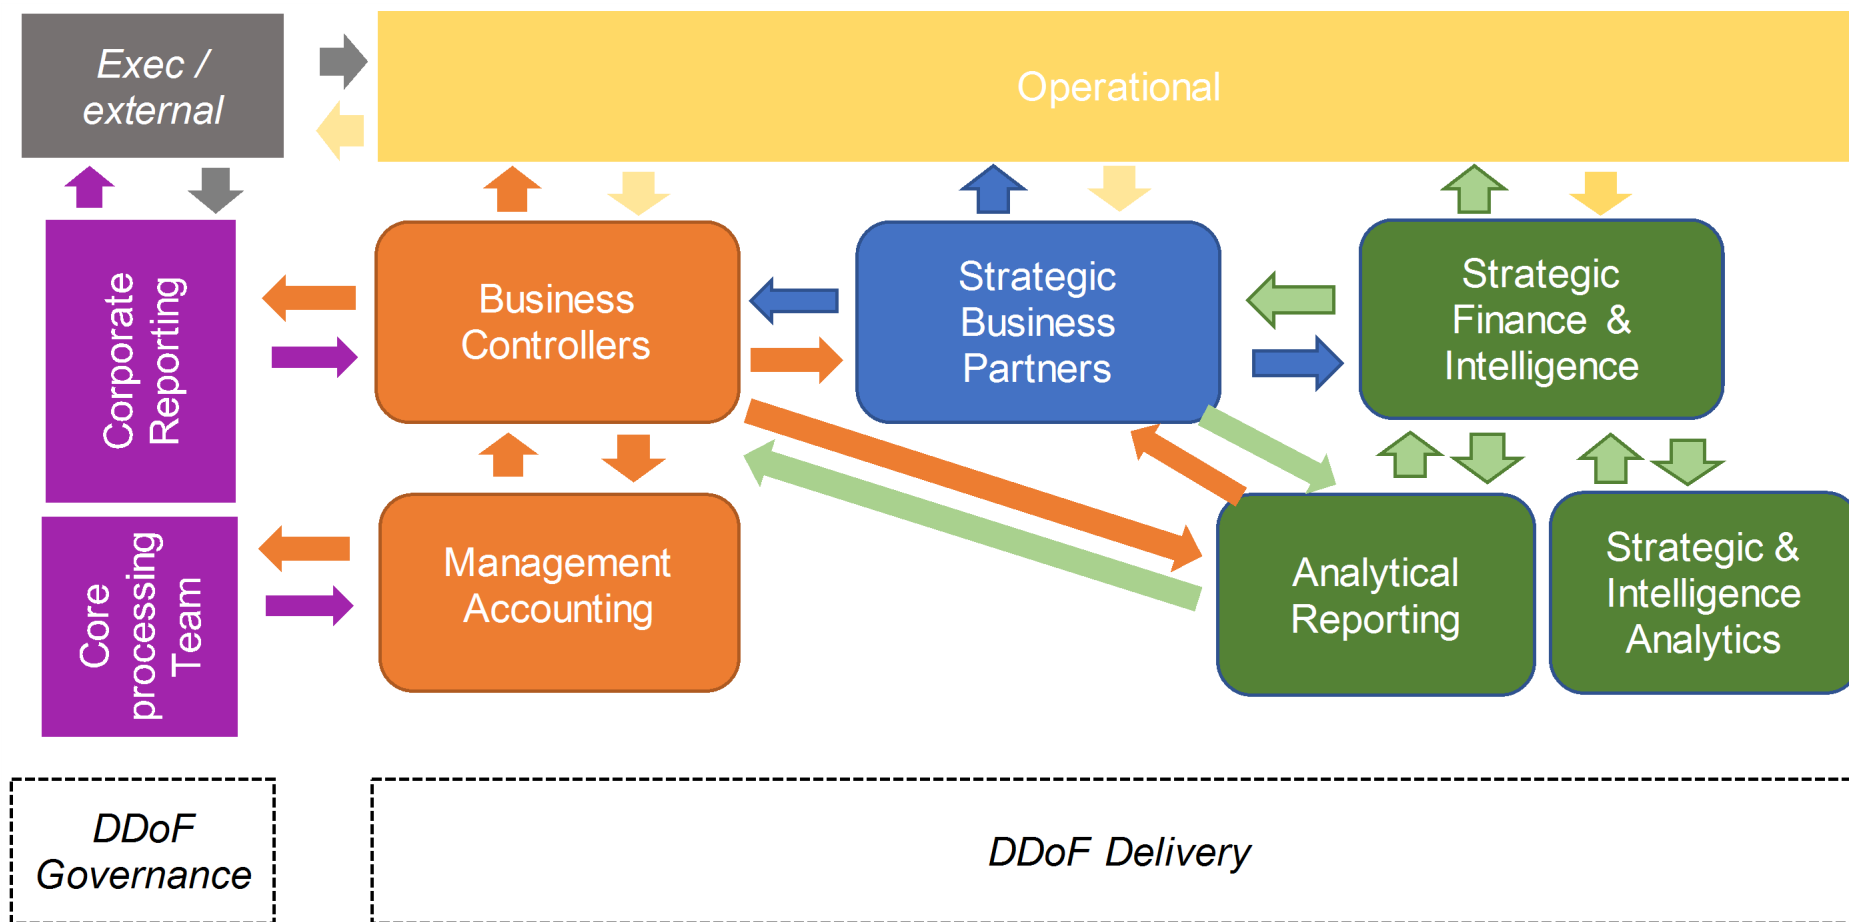 Exec /
external
Operational
Corporate
Reporting
Business
Controllers
Strategic
Business
Partners
Strategic
Finance &
Intelligence
Core
processing
Team
Management
Accounting
Analytical
Reporting
Strategic &
Intelligence
Analytics
DDoF
Governance
DDoF Delivery